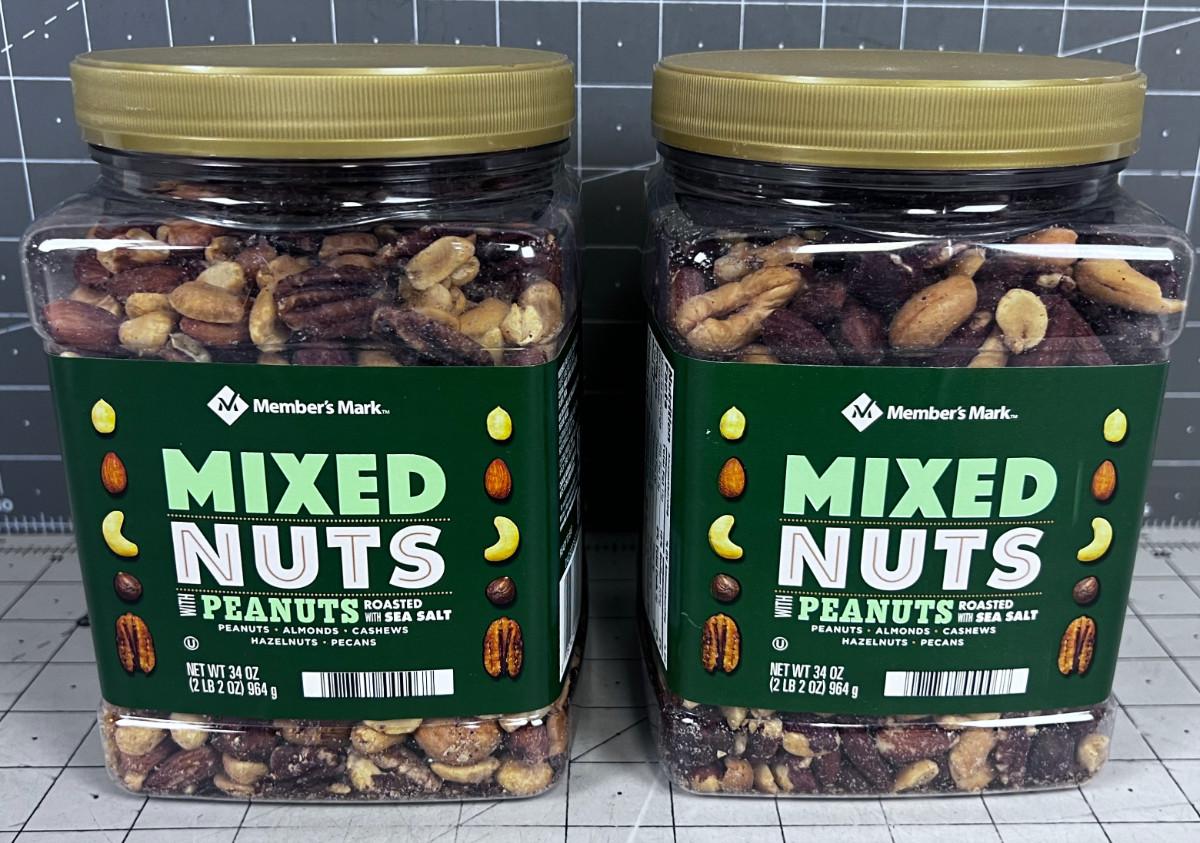 Member's Mark™
MIXED
NUTS
WITH PEANUTS ROASTED WITH SEA SALT
PEANUTS • ALMONDS • CASHEWS
HAZELNUTS • PECANS
U
NET WT 34 OZ
(2 LB 2 OZ) 964 g
Member's Mark™
MIXED
NUTS
WITH PEANUTS ROASTED WITH SEA SALT
PEANUTS • ALMONDS • CASHEWS
HAZELNUTS • PECANS
U
NET WT 34 OZ
(2 LB 2 OZ) 964 g